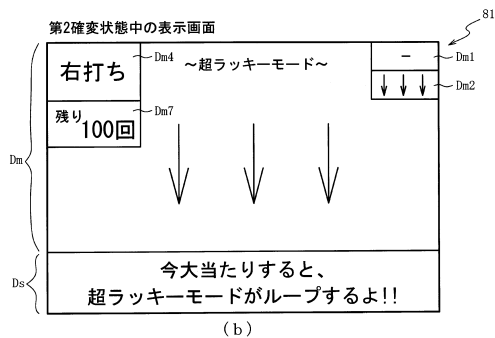 第2確変状態中の表示画面
81
右打ち
Dm4
～超ラッキーモード～
－
Dm1
Dm2
残り
100回
Dm7
Dm
Ds
今大当たりすると、
超ラッキーモードがループするよ!!
(b)